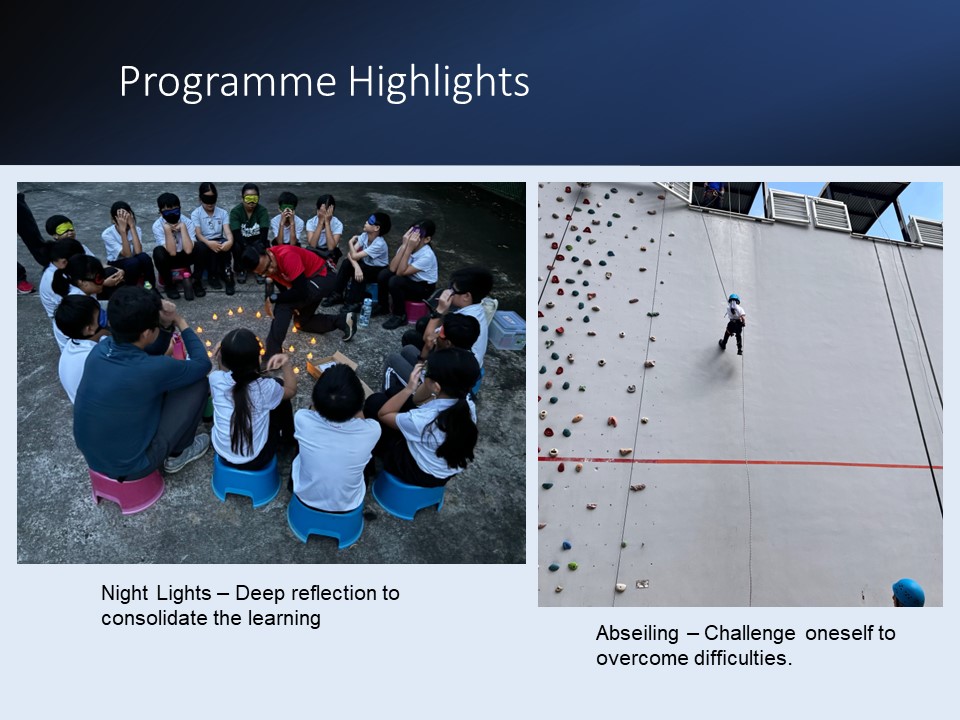 Programme Highlights
Night Lights – Deep reflection to
consolidate the learning
Abseiling – Challenge oneself to
overcome difficulties.